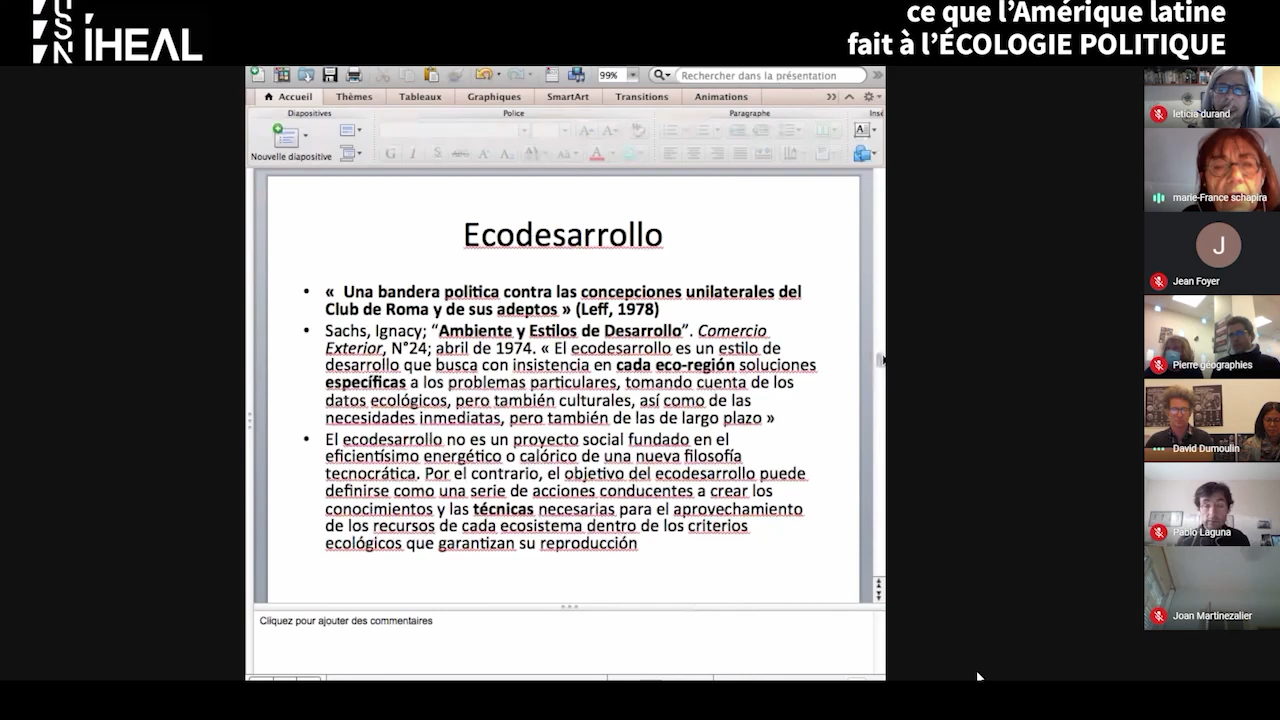 USN
ÍHEAL
ce que l’Amérique latine
fait à l’ÉCOLOGIE POLITIQUE
99%
Rechercher dans la présentation
Accueil
Thèmes
Tableaux
Graphiques
SmartArt
Transitions
Animations
Diapositives
Police
Paragraphe
Insé
Nouvelle diapositive
Ecodesarrollo
• « Una bandera politica contra las concepciones unilaterales del
Club de Roma y de sus adeptos » (Leff, 1978)
• Sachs, Ignacy; “Ambiente y Estilos de Desarrollo”. Comercio
Exterior, N°24; abril de 1974. « El ecodesarrollo es un estilo de
desarrollo que busca con insistencia en cada eco-región soluciones
específicas a los problemas particulares, tomando cuenta de los
datos ecológicos, pero también culturales, así como de las
necesidades inmediatas, pero también de las de largo plazo »
• El ecodesarrollo no es un proyecto social fundado en el
eficientísimo energético o calórico de una nueva filosofía
tecnocrática. Por el contrario, el objetivo del ecodesarrollo puede
definirse como una serie de acciones conducentes a crear los
conocimientos y las técnicas necesarias para el aprovechamiento
de los recursos de cada ecosistema dentro de los criterios
ecológicos que garantizan su reproducción
Cliquez pour ajouter des commentaires
leticia durand
marie-France schapira
J
Jean Foyer
Pierre géographies
David Dumoulin
Pablo Laguna
Joan Martinezalier